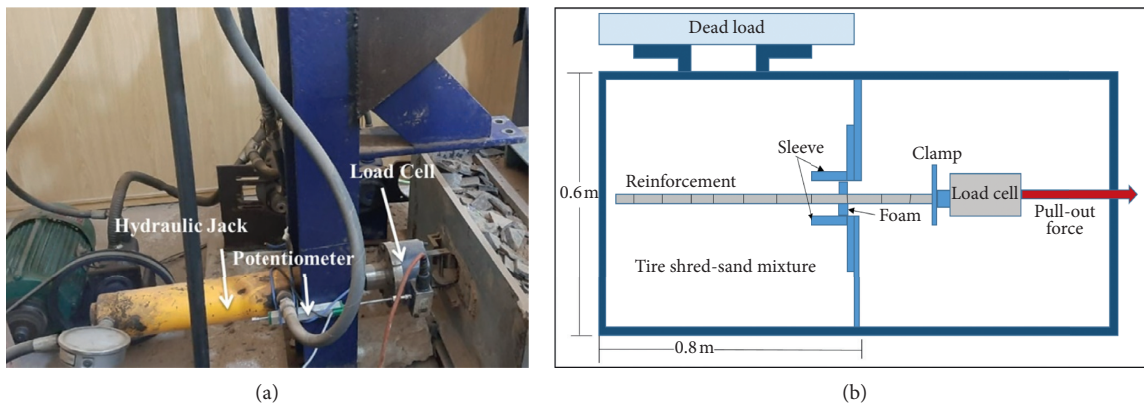 Load Cell
Hydraulic Jack
Potentiometer
(a)
Dead load
Sleeve
Clamp
0.6 m
Reinforcement
Load cell
Foam
Pull-out
force
Tire shred-sand mixture
0.8 m
(b)